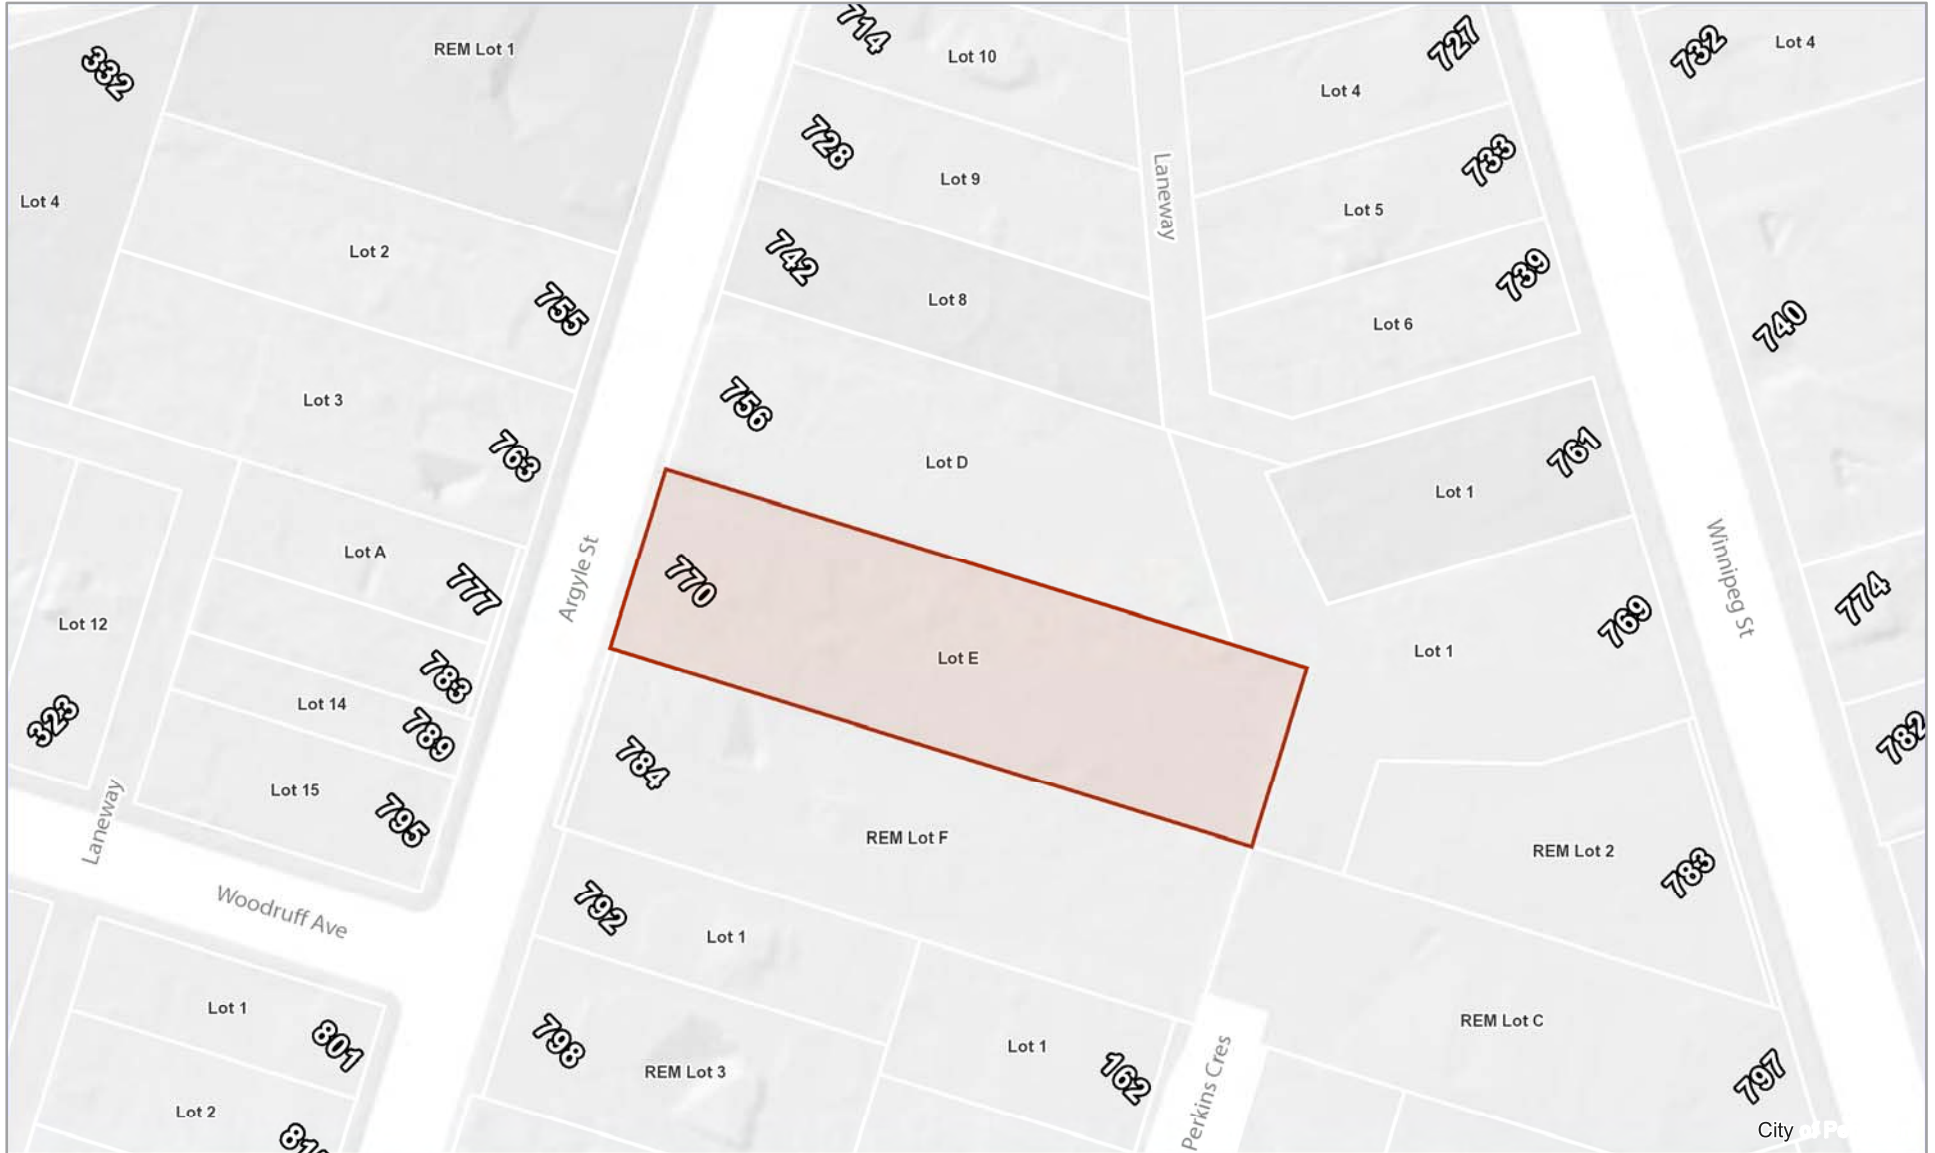 714
Lot 10
REM Lot 1
332
727
Lot 4
732
Lot 4
728
Lot 9
Laneway
733
Lot 5
Lot 4
Lot 2
755
742
Lot 8
739
Lot 6
740
Lot 3
763
756
Lot D
761
Lot 1
Lot A
777
Argyle St
770
Lot E
Winnipeg St
774
769
Lot 1
Lot 12
323
783
Lot 14
789
Lot 15
795
Laneway
784
REM Lot F
782
REM Lot 2
783
Woodruff Ave
792
Lot 1
Lot 1
801
798
REM Lot 3
Lot 1
162
Perkins Cres
REM Lot C
797
Lot 2
City of Pe